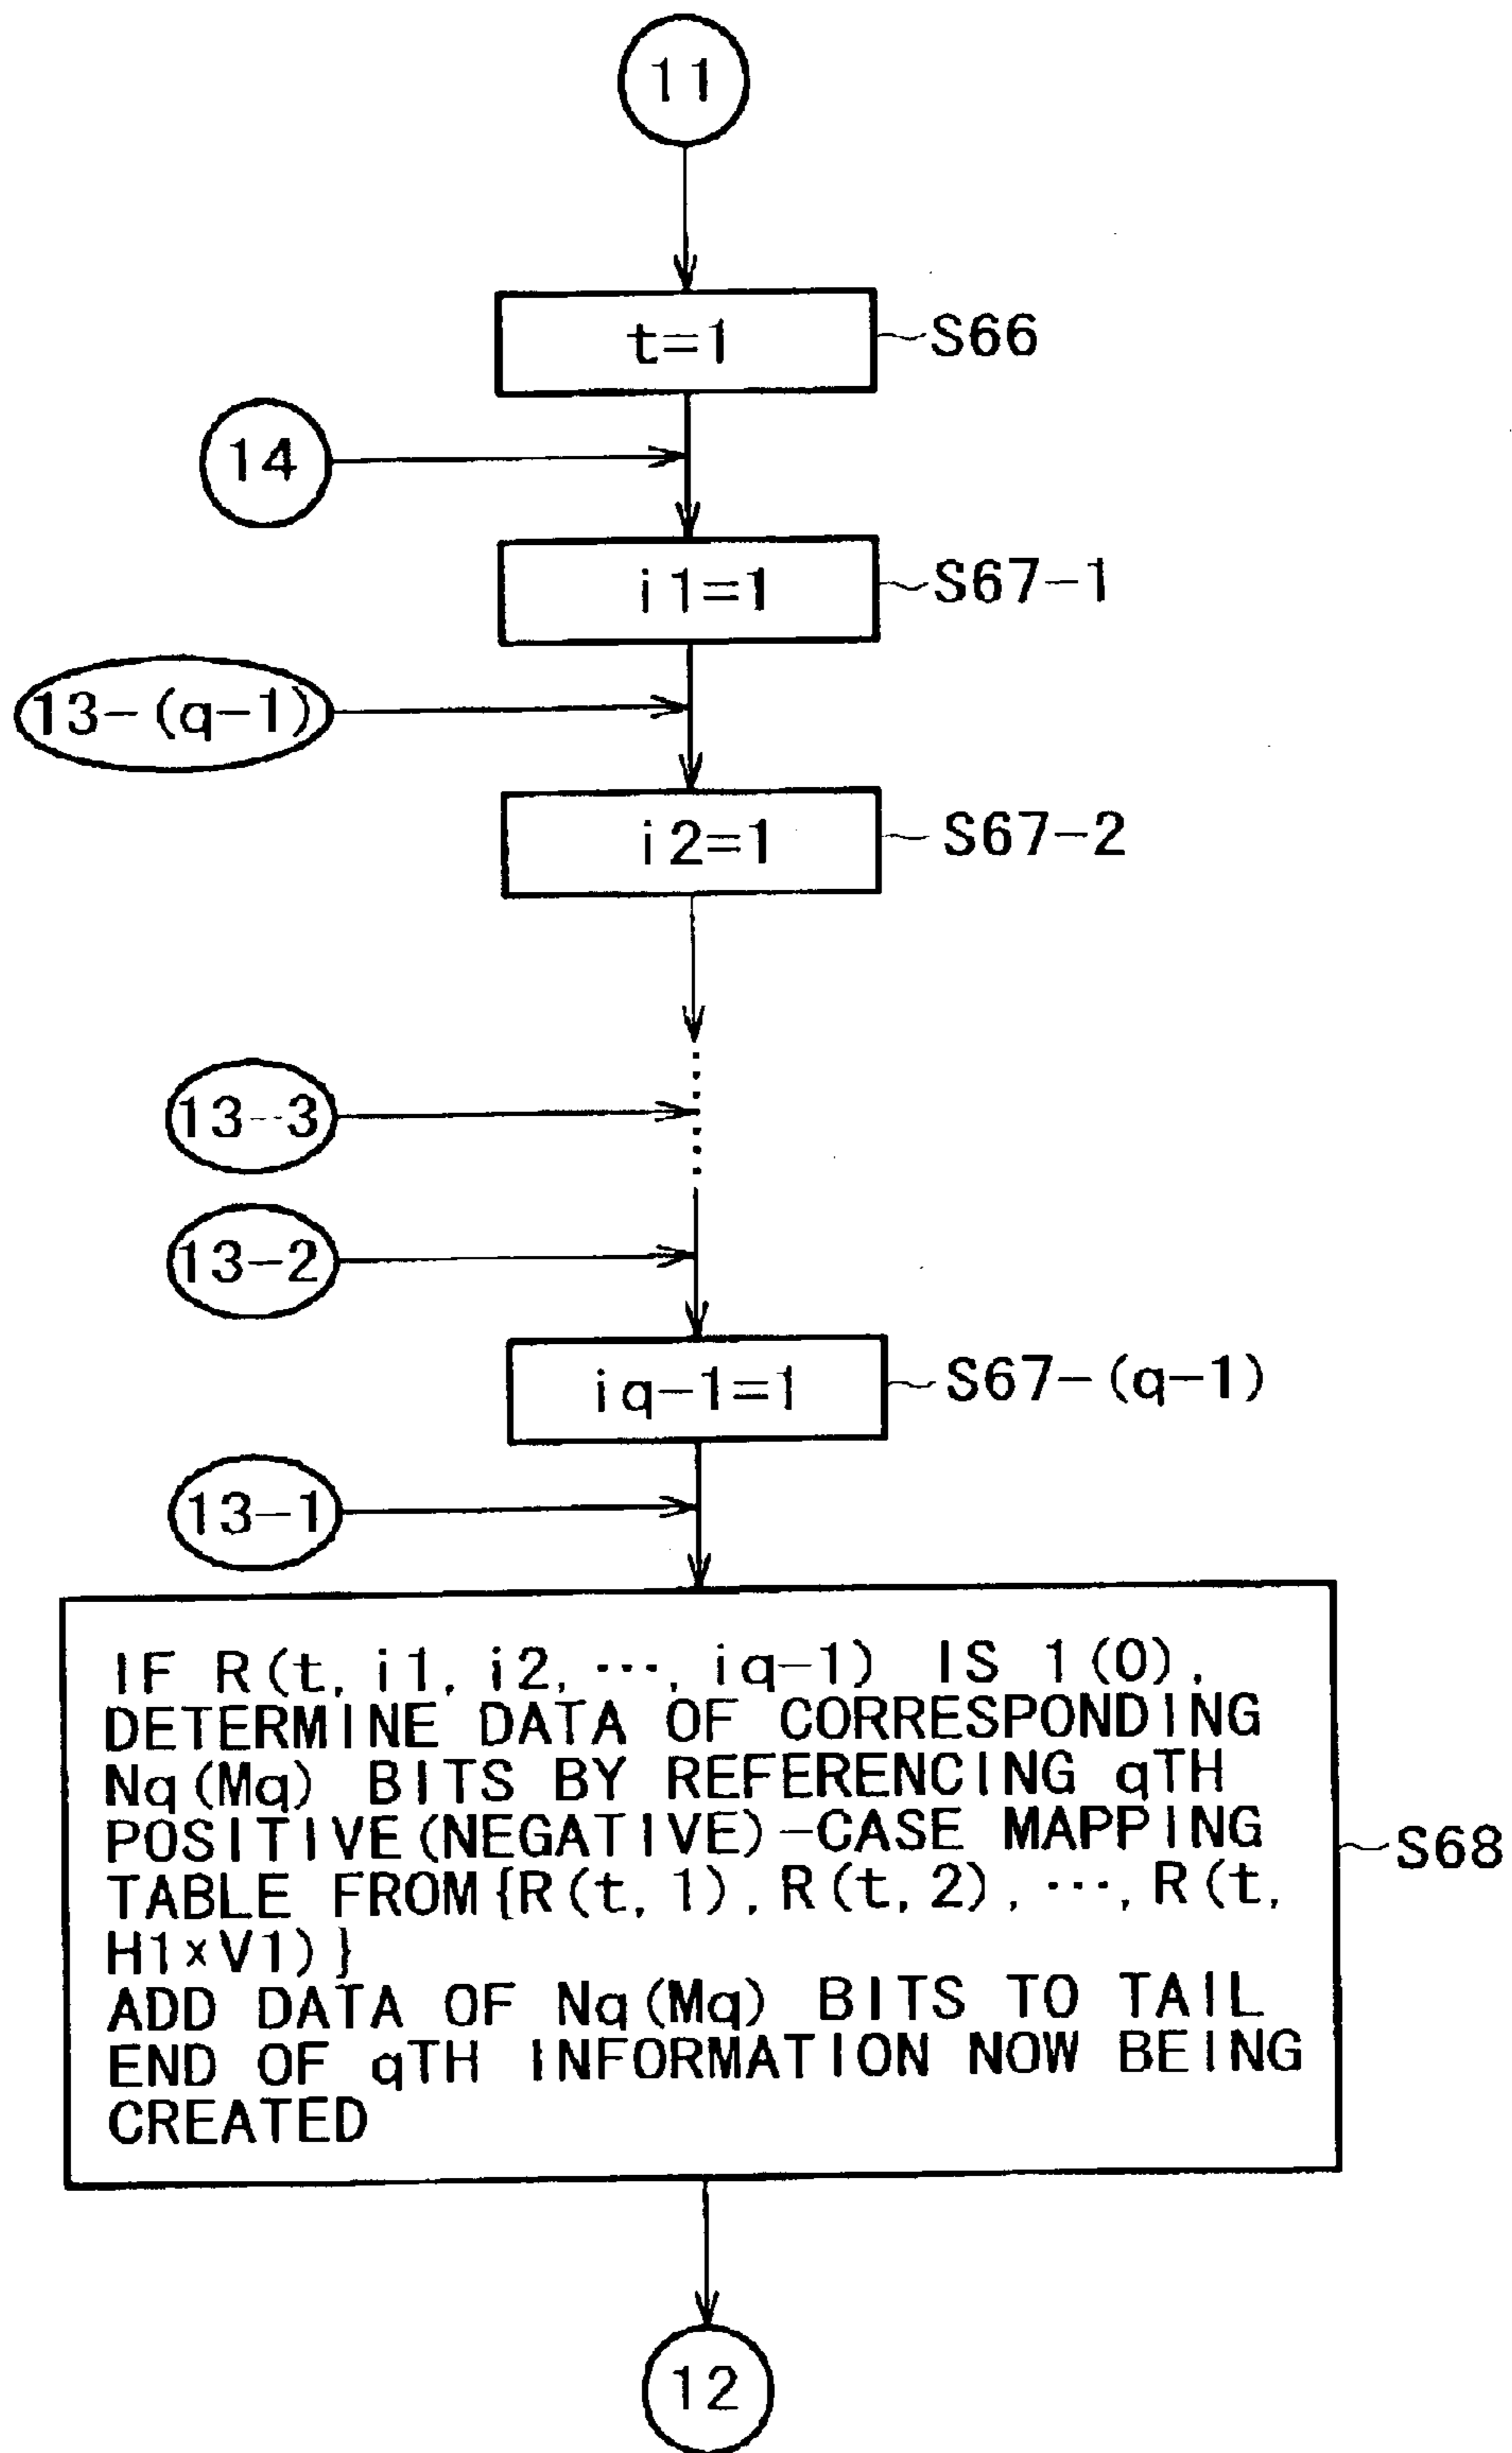 11
t=1
S66
14
i1=1
S67-1
13-(q-1)
i2=1
S67-2
13-3
13-2
iq-1=1
S67-(q-1)
13-1
IF R(t, i1, i2, ···, iq-1) IS 1(0),
DETERMINE DATA OF CORRESPONDING
Nq(Mq) BITS BY REFERENCING qTH
POSITIVE(NEGATIVE)-CASE MAPPING
TABLE FROM{R(t, 1), R(t, 2), ···, R(t,
H1×V1)}
ADD DATA OF Nq(Mq) BITS TO TAIL
END OF qTH INFORMATION NOW BEING
CREATED
S68
12